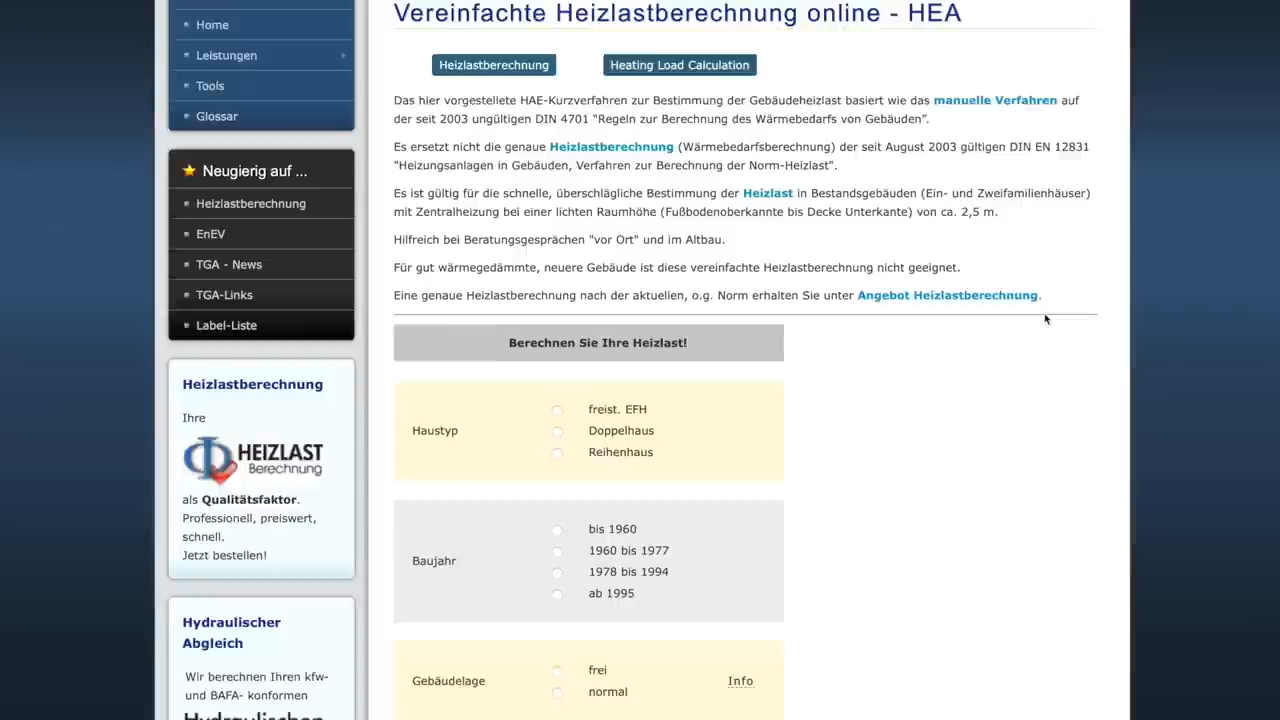 Vereinfachte Heizlastberechnung online - HEA
Home
Leistungen
Tools
Glossar
Neugierig auf ...
Heizlastberechnung
EnEV
TGA - News
TGA-Links
Label-Liste
Heizlastberechnung
Ihre
HEIZLAST
Berechnung
als Qualitätsfaktor.
Professionell, preiswert,
schnell.
Jetzt bestellen!
Hydraulischer
Abgleich
Wir berechnen Ihren kfw-
und BAFA- konformen
Hydraulischen
Heizlastberechnung
Heating Load Calculation
Das hier vorgestellte HAE-Kurzverfahren zur Bestimmung der Gebäudeheizlast basiert wie das manuelle Verfahren auf
der seit 2003 ungültigen DIN 4701 “Regeln zur Berechnung des Wärmebedarfs von Gebäuden”.
Es ersetzt nicht die genaue Heizlastberechnung (Wärmebedarfsberechnung) der seit August 2003 gültigen DIN EN 12831
"Heizungsanlagen in Gebäuden, Verfahren zur Berechnung der Norm-Heizlast".
Es ist gültig für die schnelle, überschlägliche Bestimmung der Heizlast in Bestandsgebäuden (Ein- und Zweifamilienhäuser)
mit Zentralheizung bei einer lichten Raumhöhe (Fußbodenoberkannte bis Decke Unterkante) von ca. 2,5 m.
Hilfreich bei Beratungsgesprächen "vor Ort" und im Altbau.
Für gut wärmegedämmte, neuere Gebäude ist diese vereinfachte Heizlastberechnung nicht geeignet.
Eine genaue Heizlastberechnung nach der aktuellen, o.g. Norm erhalten Sie unter Angebot Heizlastberechnung.
Berechnen Sie Ihre Heizlast!
Haustyp
freist. EFH
Doppelhaus
Reihenhaus
Baujahr
bis 1960
1960 bis 1977
1978 bis 1994
ab 1995
Gebäudelage
frei
normal
Info